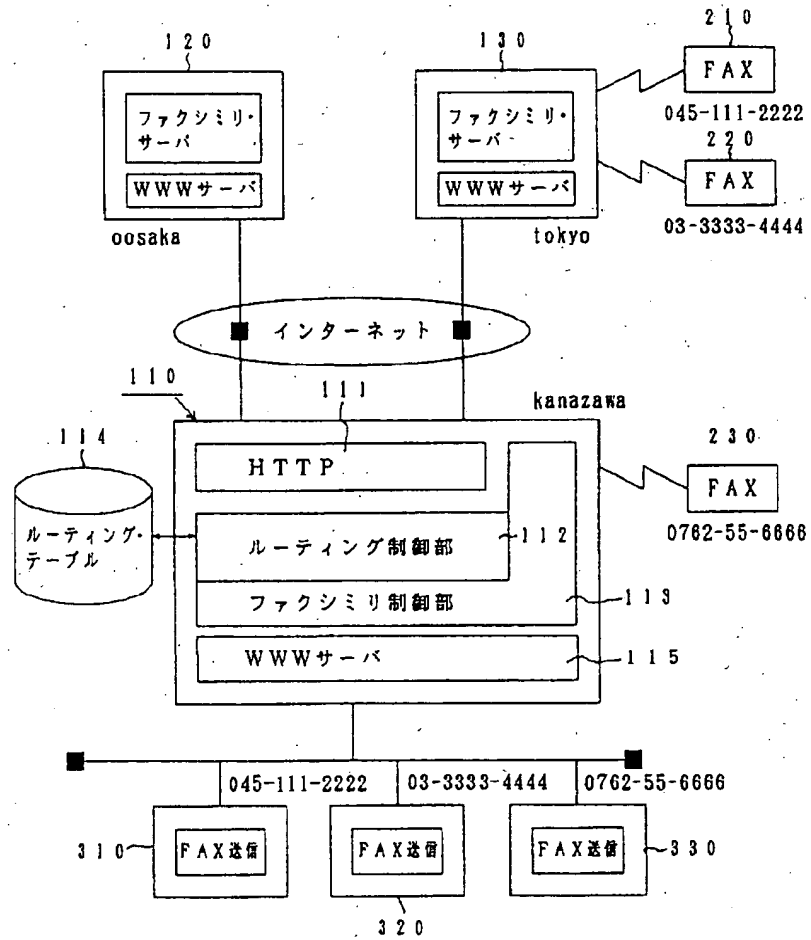 120
130
210
FAX
045-111-2222
220
FAX
03-3333-4444
ファクシミリ・
サーバ
WWWサーバ
oosaka
ファクシミリ・
サーバ
WWWサーバ
tokyo
インターネット
110
111
kanazawa
114
ルーティング・
テーブル
HTTP
ルーティング制御部
112
ファクシミリ制御部
113
WWWサーバ
115
230
FAX
0762-55-6666
045-111-2222
03-3333-4444
0762-55-6666
310
FAX送信
FAX送信
320
FAX送信
330